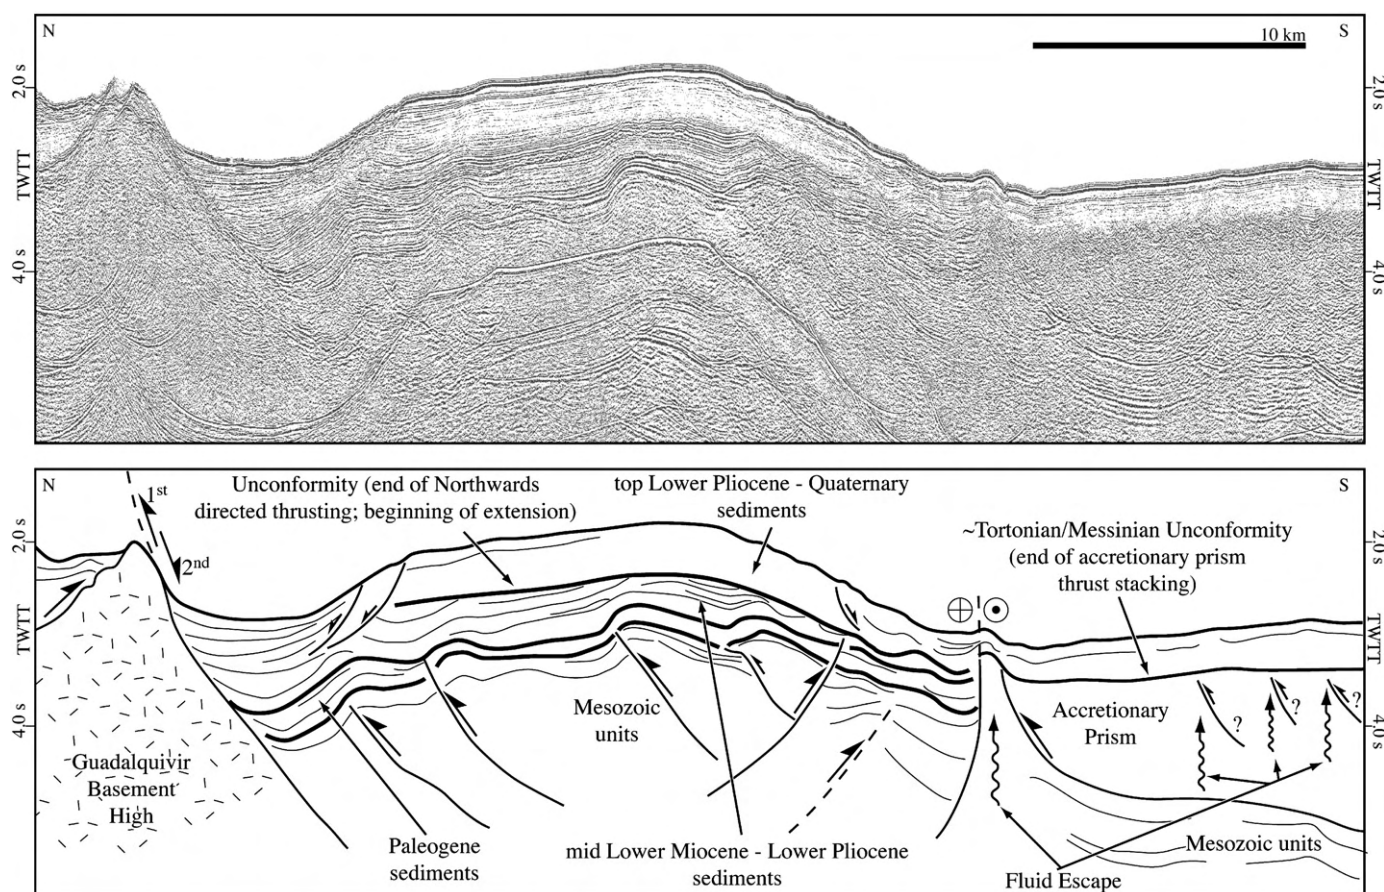 N
S
10 km
2.0 s
2.0 s
TWTT
TWTT
4.0 s
4.0 s
N
S
1st
2nd
Unconformity (end of Northwards
directed thrusting; beginning of extension)
top Lower Pliocene - Quaternary
sediments
~Tortonian/Messinian Unconformity
(end of accretionary prism
thrust stacking)
2.0 s
2.0 s
TWTT
TWTT
4.0 s
4.0 s
Mesozoic
units
Accretionary
Prism
?
?
?
Guadalquivir
Basement
High
Paleogene
sediments
mid Lower Miocene - Lower Pliocene
sediments
Mesozoic units
Fluid Escape